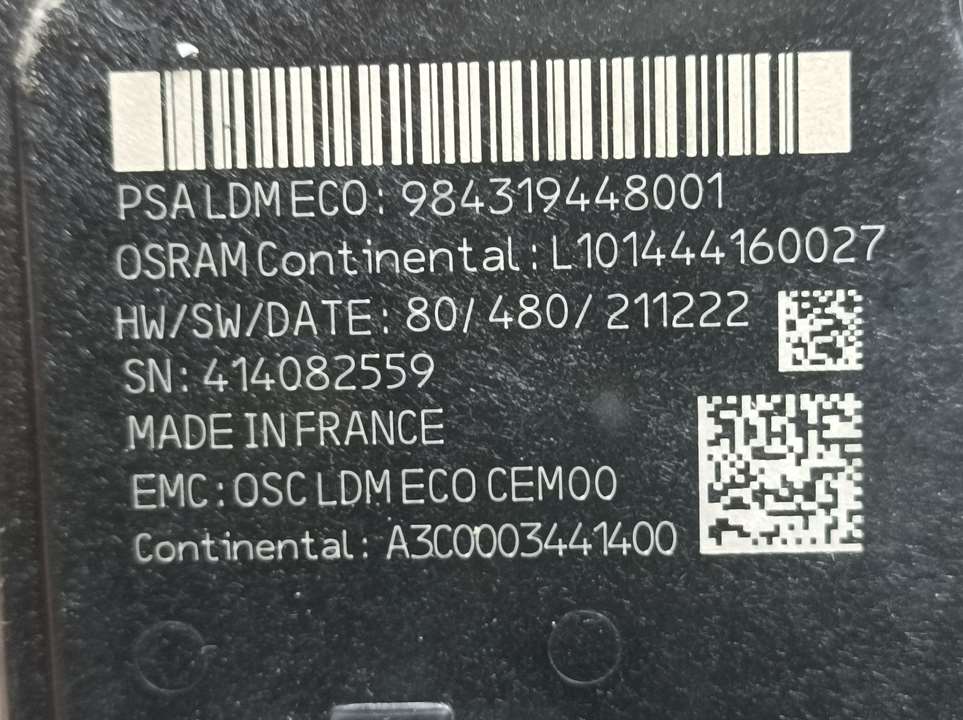 PSA LDM ECO: 984319448001
OSRAM Continental: L101444160027
HW/SW/DATE: 80/480/211222
SN: 414082559
MADE IN FRANCE
EMC: OSC LDM ECO CEM00
Continental: A3C0003441400